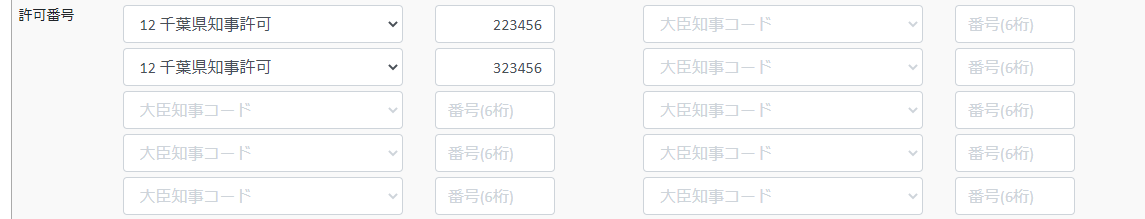 許可番号
12 千葉県知事許可 223456 大臣知事コード 番号(6桁)
12 千葉県知事許可 323456 大臣知事コード 番号(6桁)
大臣知事コード 番号(6桁) 大臣知事コード 番号(6桁)
大臣知事コード 番号(6桁) 大臣知事コード 番号(6桁)
大臣知事コード 番号(6桁) 大臣知事コード 番号(6桁)